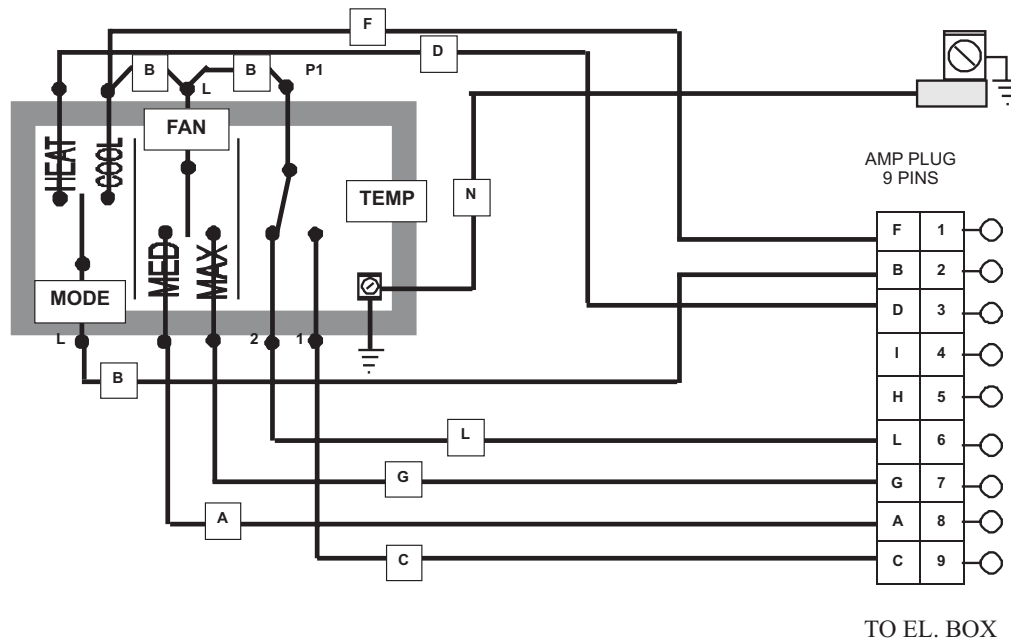 F
D
B
B
P1
L
FAN
HEAT
COOL
TEMP
N
AMP PLUG
9 PINS
MED
MAX
MODE
L
2
1
B
L
G
A
C
F 1
B 2
D 3
I 4
H 5
L 6
G 7
A 8
C 9
TO EL. BOX